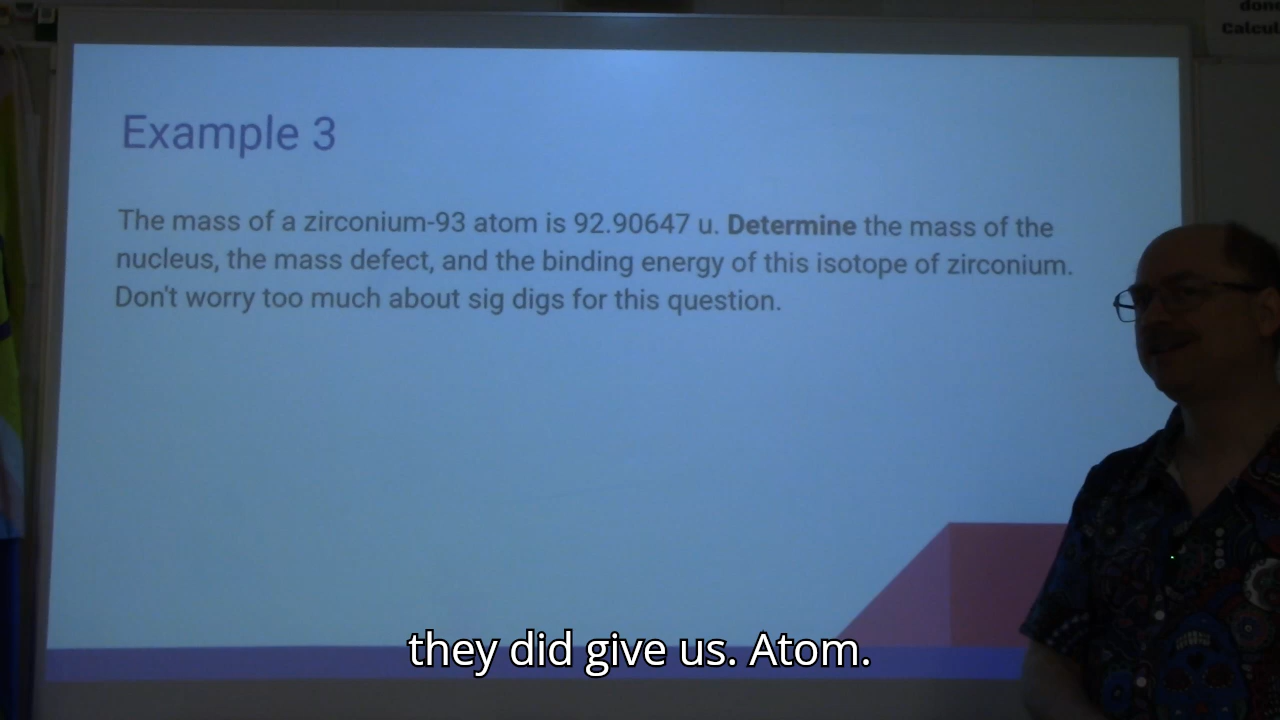 done
Calcul
Example 3
The mass of a zirconium-93 atom is 92.90647 u. Determine the mass of the
nucleus, the mass defect, and the binding energy of this isotope of zirconium.
Don't worry too much about sig digs for this question.
they did give us. Atom.